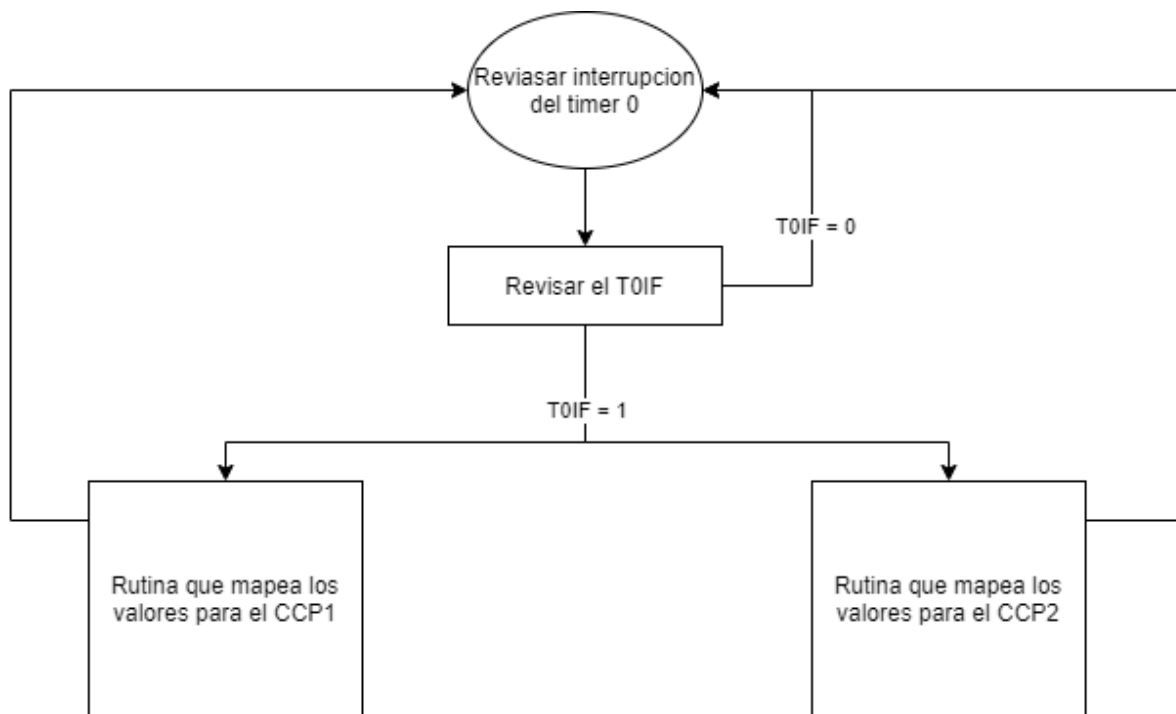 Reviasar interrupcion
del timer 0
T0IF = 0
Revisar el T0IF
T0IF = 1
Rutina que mapea los
valores para el CCP1
Rutina que mapea los
valores para el CCP2